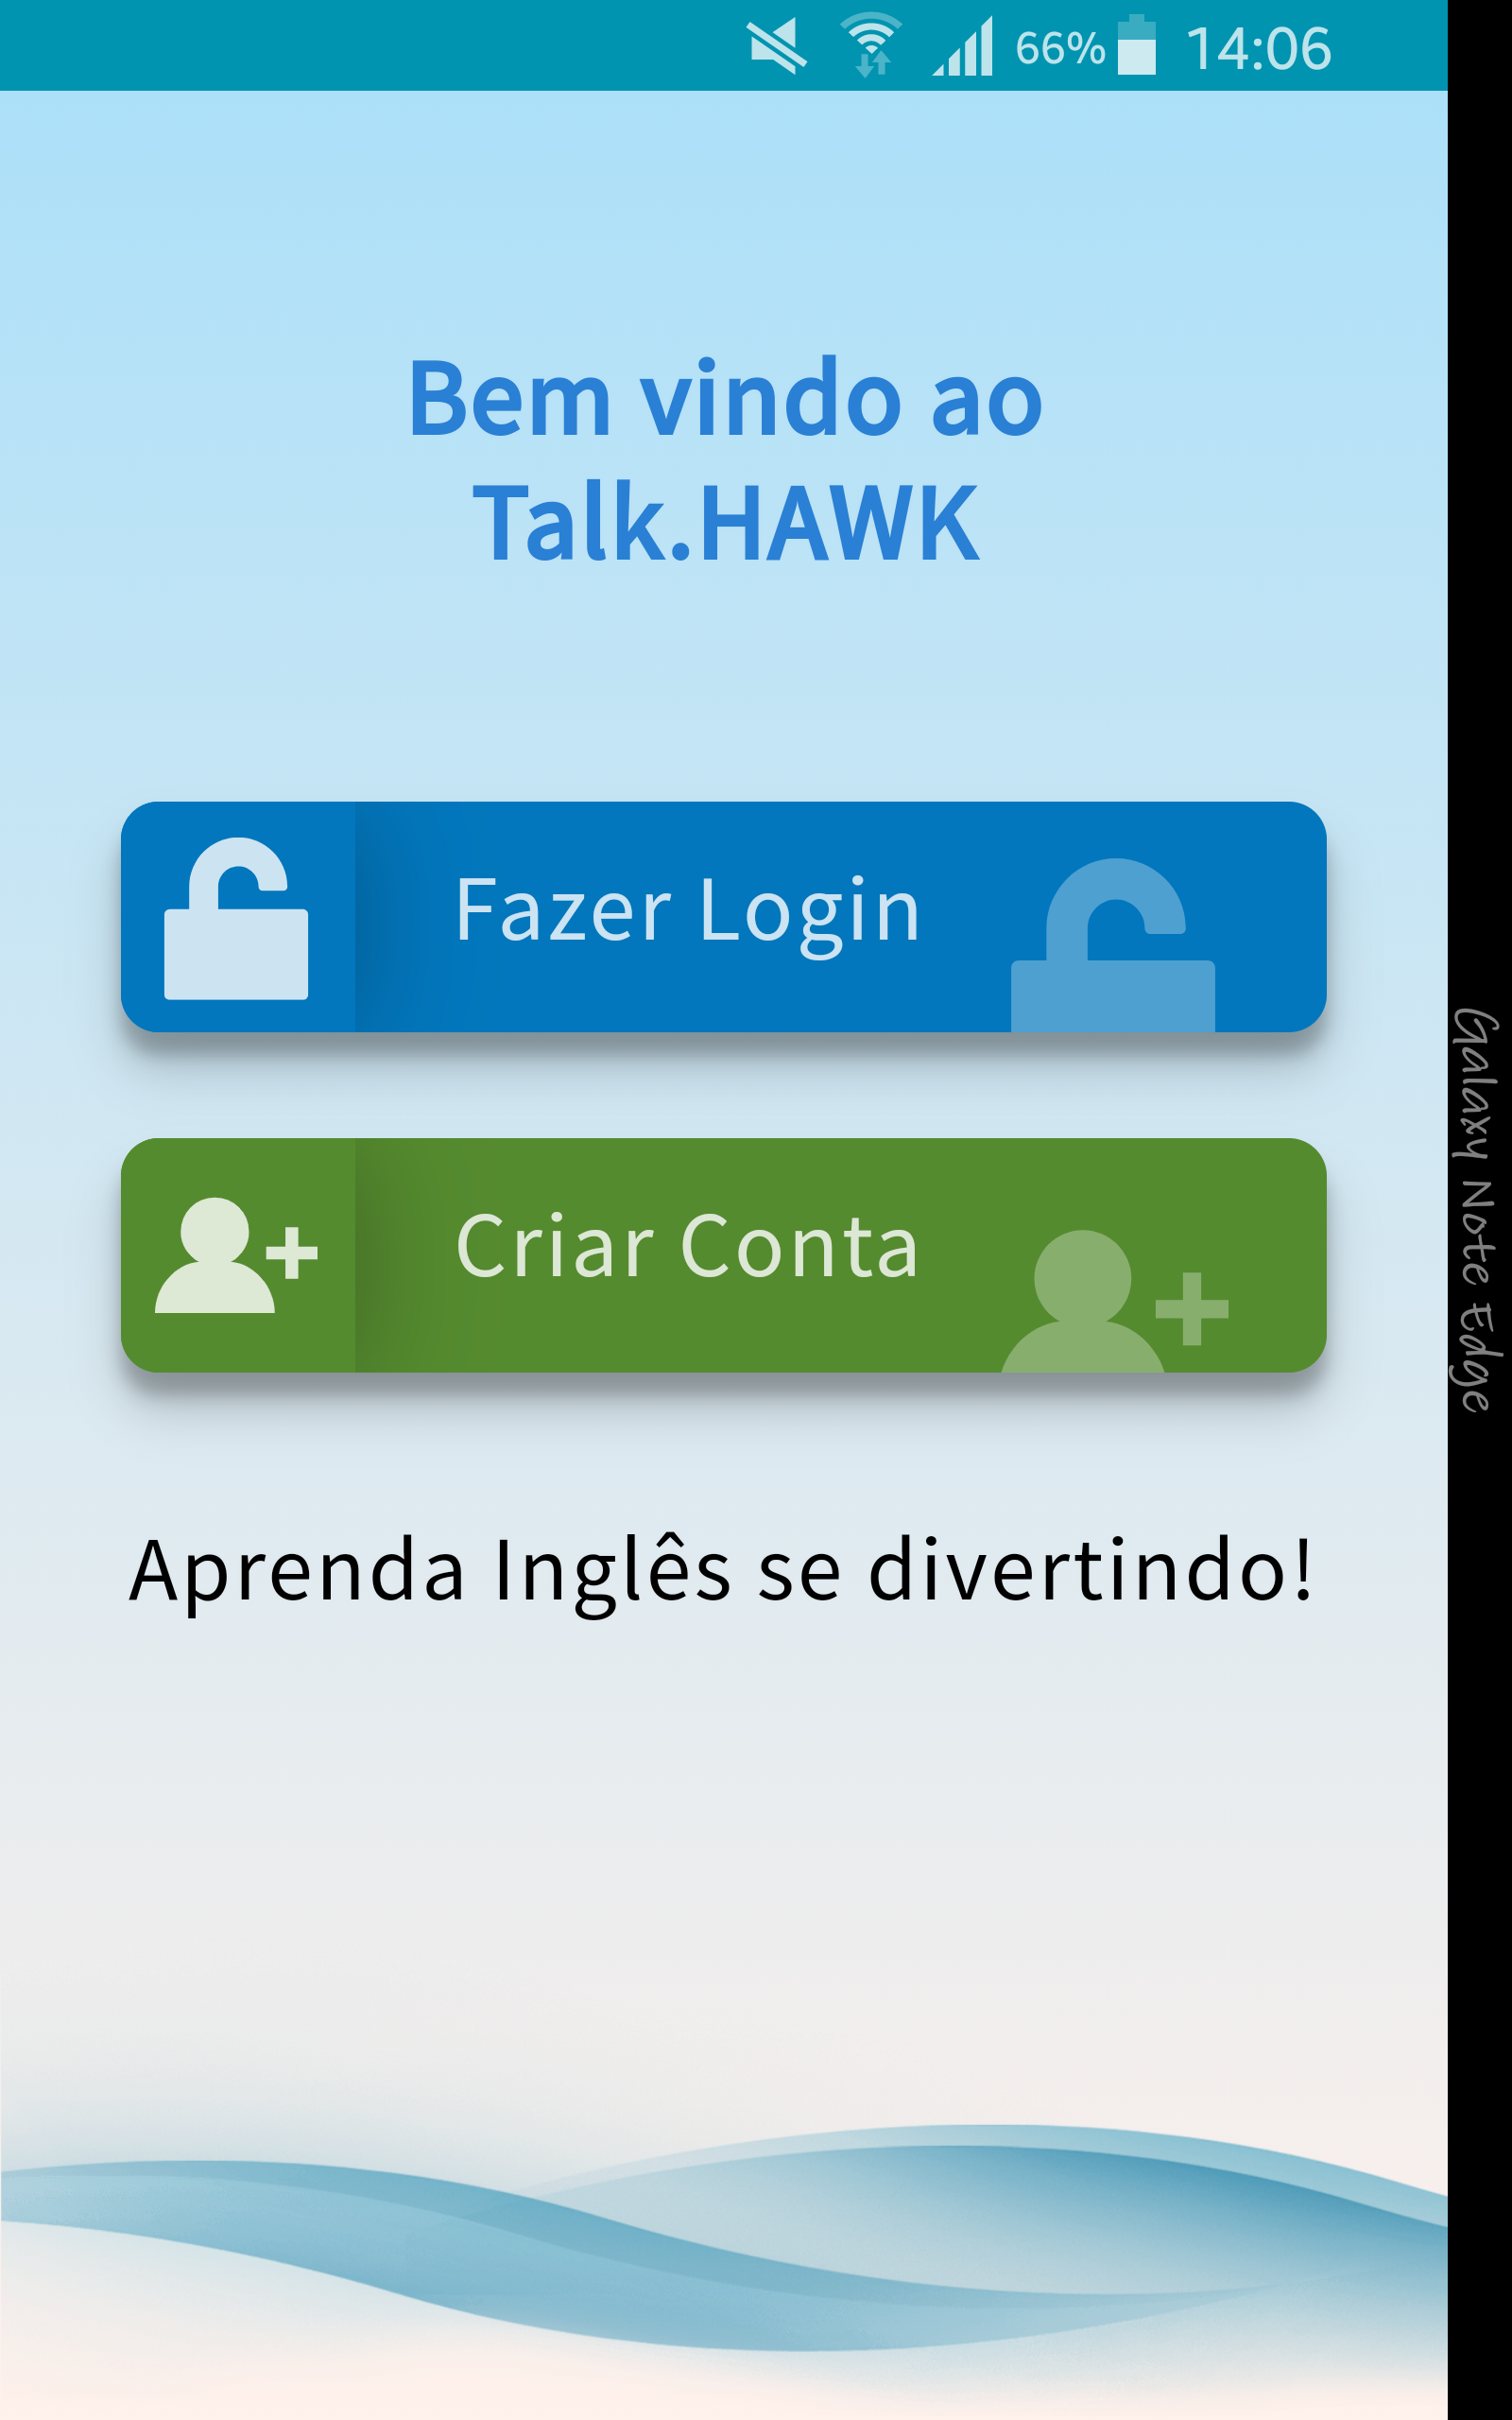 66% 14:06
Bem vindo ao
Talk.HAWK
Fazer Login
Criar Conta
Aprenda Inglês se divertindo!
Galaxy Note Edge